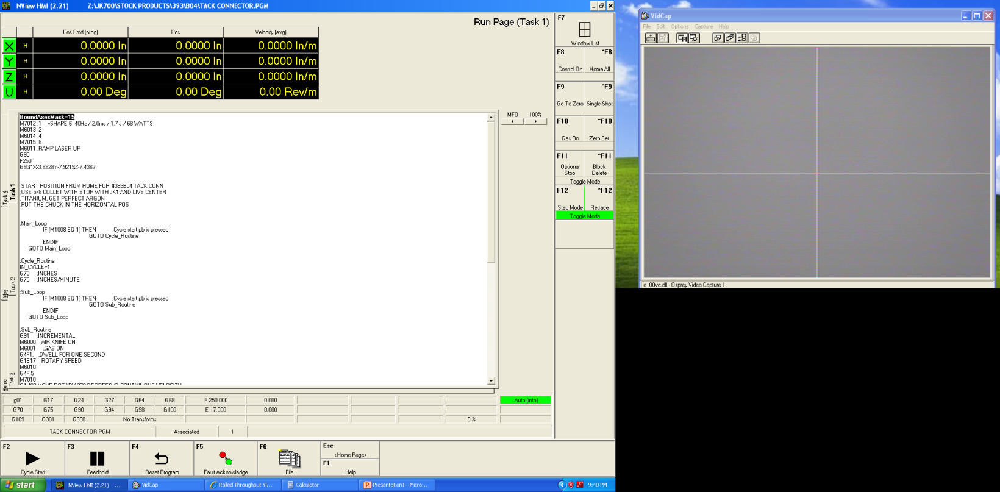 NView HMI (2.21) Z:\JK700\STOCK PRODUCTS\393\B04\TACK CONNECTOR.PGM
Run Page (Task 1)
Pos Cmd (prog) Pos Velocity (avg)
X H 0.0000 In 0.0000 In 0.0000 In/m
Y H 0.0000 In 0.0000 In 0.0000 In/m
Z H 0.0000 In 0.0000 In 0.0000 In/m
U H 0.00 Deg 0.00 Deg 0.00 Rev/m
BoundAxesMask=15
M7012 ;1 =SHAPE 6 40Hz / 2.0ms / 1.7J / 68 WATTS
M6013 ;2
M6014 ;4
M7015 ;8
M6011 ;RAMP LASER UP
G90
F250
G9G1X-3.6928Y-7.9219Z-7.4362
;START POSITION FROM HOME FOR #393B04 TACK CONN
;USE 5/8 COLLET WITH STOP WITH JK1 AND LIVE CENTER
;TITANIUM, GET PERFECT ARGON
;PUT THE CHUCK IN THE HORIZONTAL POS
:Main_Loop
IF (M1008 EQ 1) THEN ;Cycle start pb is pressed
GOTO Cycle_Routine
ENDIF
GOTO Main_Loop
:Cycle_Routine
IN_CYCLE=1
G70 ;INCHES
G75 ;INCHES/MINUTE
:Sub_Loop
IF (M1008 EQ 1) THEN ;Cycle start pb is pressed
GOTO Sub_Routine
ENDIF
GOTO Sub_Loop
:Sub_Routine
G91 ;INCREMENTAL
M6000 ;AIR KNIFE ON
M6001 ;GAS ON
G4F1. ;DWELL FOR ONE SECOND
G1E17 ;ROTARY SPEED
M6010
G4F.5
M7010
Task 4
Task 1
Msg
Task 2
Home
Task 3
MFO 100%
F7
Window List
F8 ^F8
Control On Home All
F9 ^F9
Go To Zero Single Shot
F10 ^F10
Gas On Zero Set
F11 ^F11
Optional Stop Block Delete
Toggle Mode
F12 ^F12
Step Mode Retrace
Toggle Mode
g01 G17 G24 G27 G64 G68 F 250.000 0.000 Auto (into)
G70 G75 G90 G94 G98 G100 E 17.000 0.000
G109 G301 G360 No Transforms 3 %
TACK CONNECTOR.PGM Associated 1
F2 Cycle Start
F3 Feedhold
F4 Reset Program
F5 Fault Acknowledge
F6 File
Esc <Home Page>
F1 Help
VidCap
File Edit Options Capture Help
o100vc.dll - Osprey Video Capture 1,
start NView HMI (2.21) ... VidCap Rolled Throughput Yi... Calculator Presentation1 - Micro... 9:40 PM